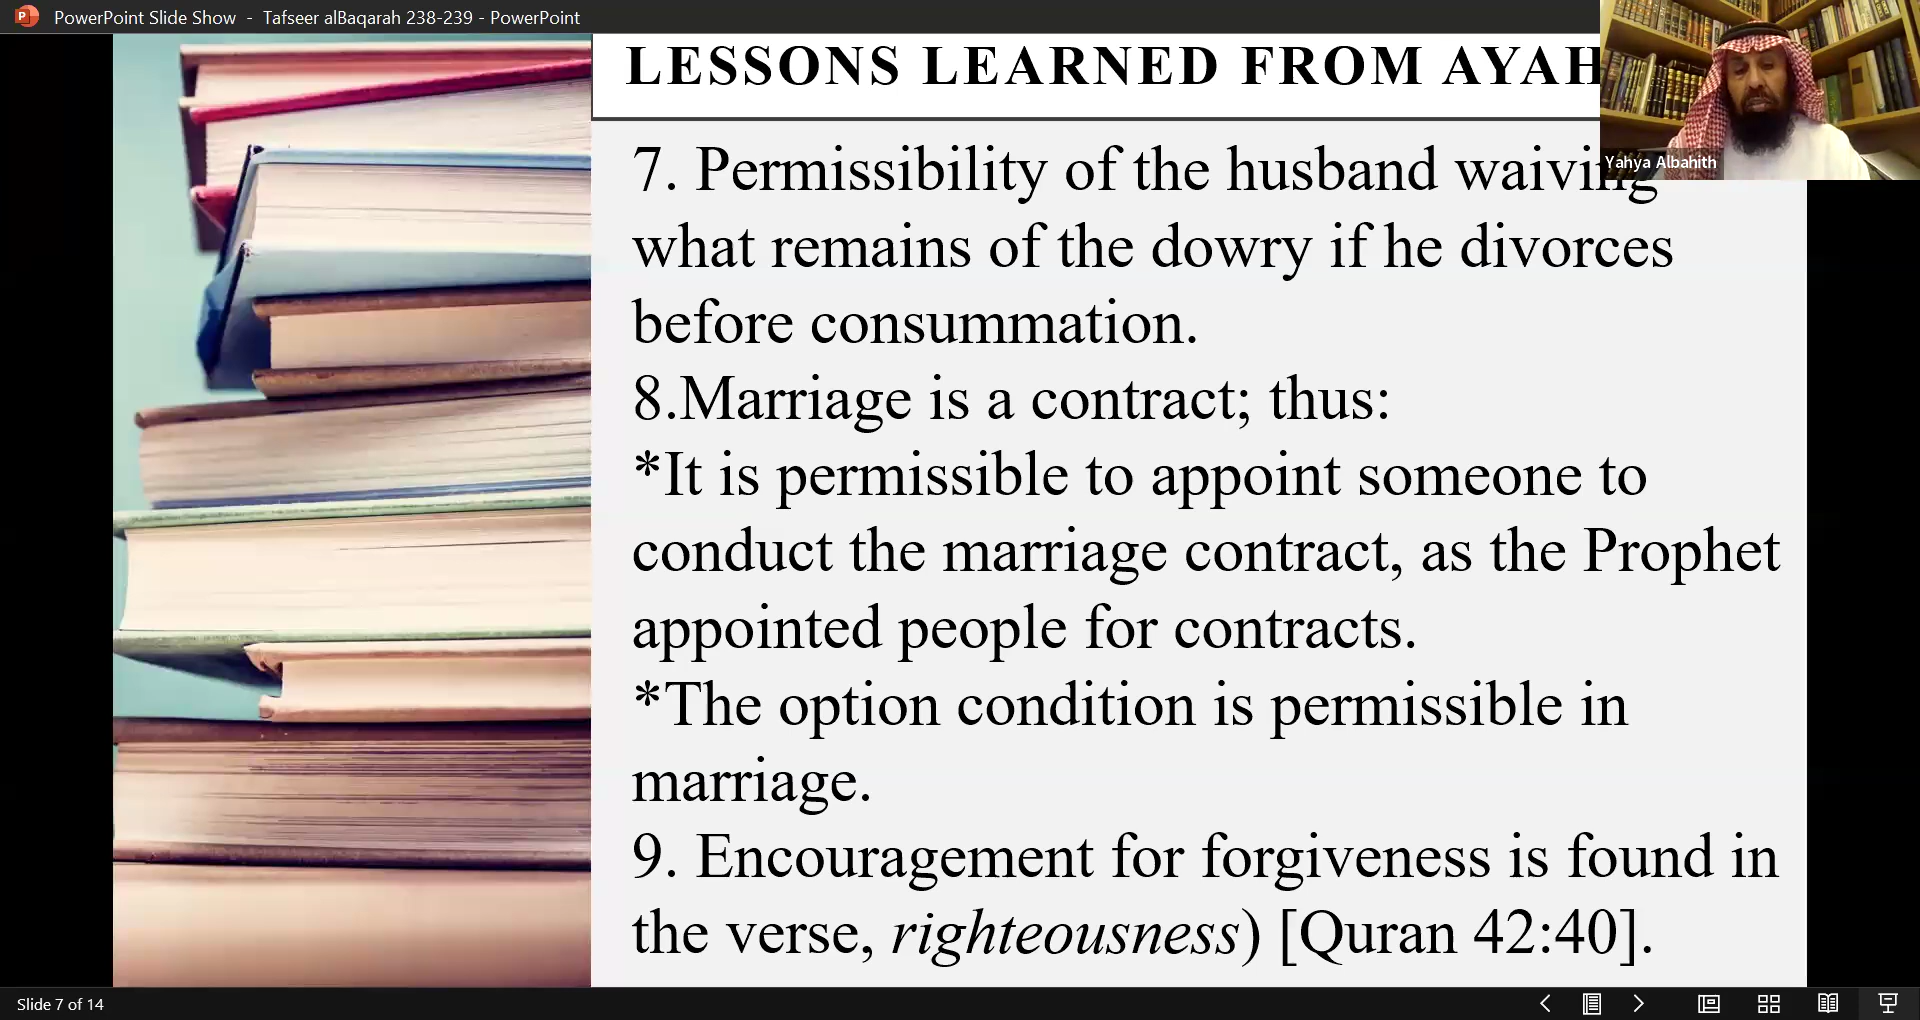 PowerPoint Slide Show - Tafseer alBaqarah 238-239 - PowerPoint
LESSONS LEARNED FROM AYAH
Yahya Albahith
7. Permissibility of the husband waiving
what remains of the dowry if he divorces
before consummation.
8.Marriage is a contract; thus:
*It is permissible to appoint someone to
conduct the marriage contract, as the Prophet
appointed people for contracts.
*The option condition is permissible in
marriage.
9. Encouragement for forgiveness is found in
the verse, righteousness) [Quran 42:40].
Slide 7 of 14